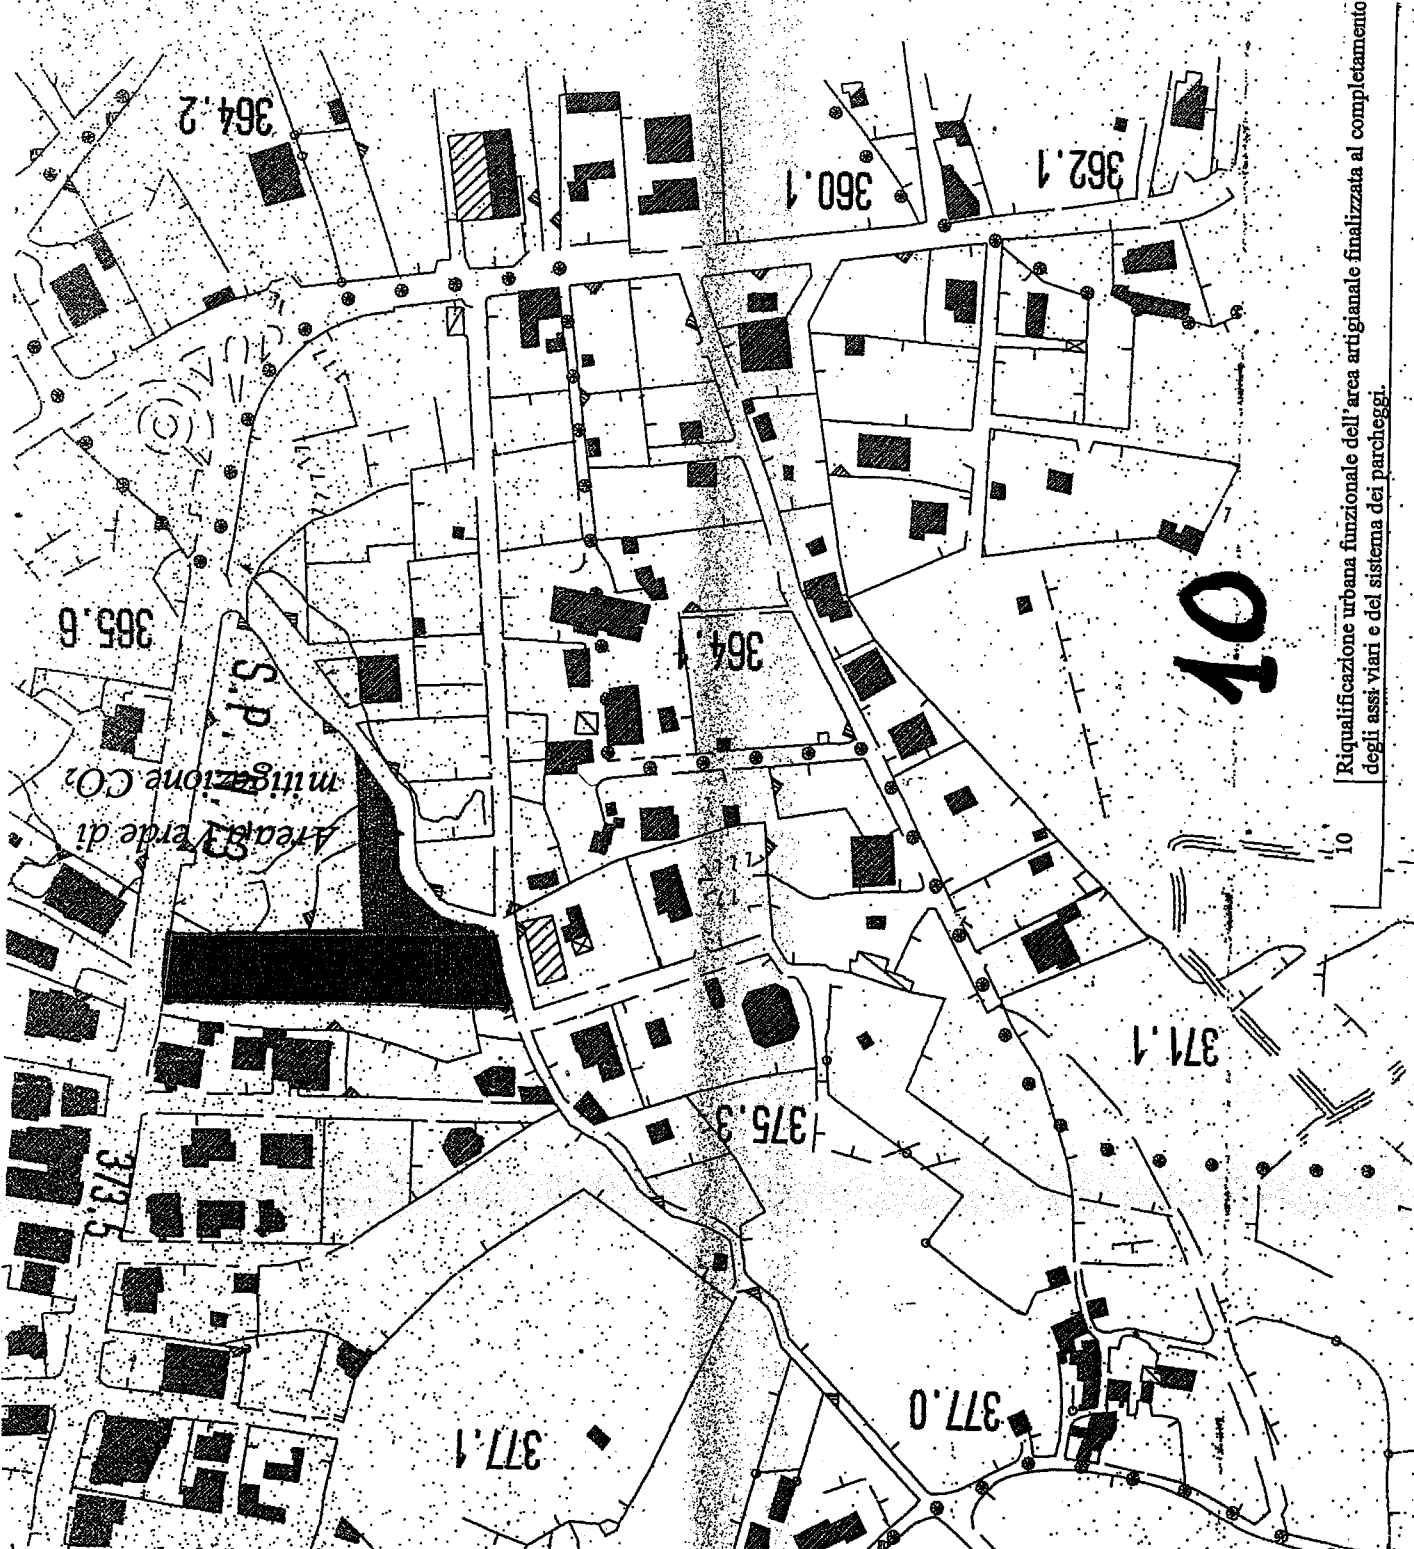 364.2
360.1
362.1
365.6
S.P.
364.1
Area Verde di
mitigazione CO₂
10
10
Riqualificazione urbana funzionale dell'area artigianale finalizzata al completamento
degli assi viari e del sistema dei parcheggi.
371.1
375.3
373.5
377.0
377.1